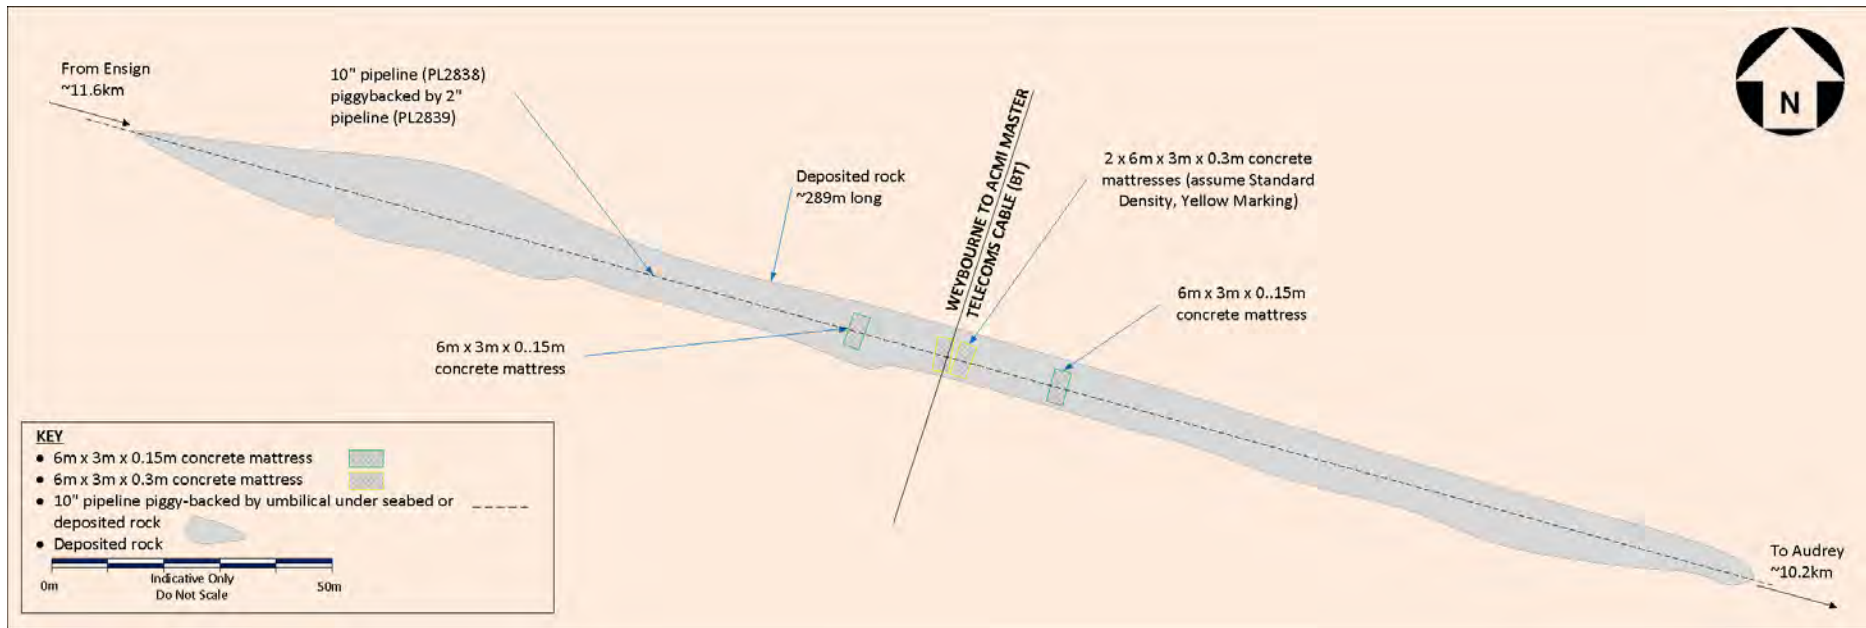 From Ensign
~11.6km
10" pipeline (PL2838)
piggybacked by 2"
pipeline (PL2839)
Deposited rock
~289m long
WEYBOURNE TO ACMI MASTER
TELECOMS CABLE (BT)
2 x 6m x 3m x 0.3m concrete
mattresses (assume Standard
Density, Yellow Marking)
N
6m x 3m x 0..15m
concrete mattress
6m x 3m x 0..15m
concrete mattress
To Audrey
~10.2km
KEY
• 6m x 3m x 0.15m concrete mattress
• 6m x 3m x 0.3m concrete mattress
• 10" pipeline piggy-backed by umbilical under seabed or
deposited rock
• Deposited rock
0m
Indicative Only
Do Not Scale
50m